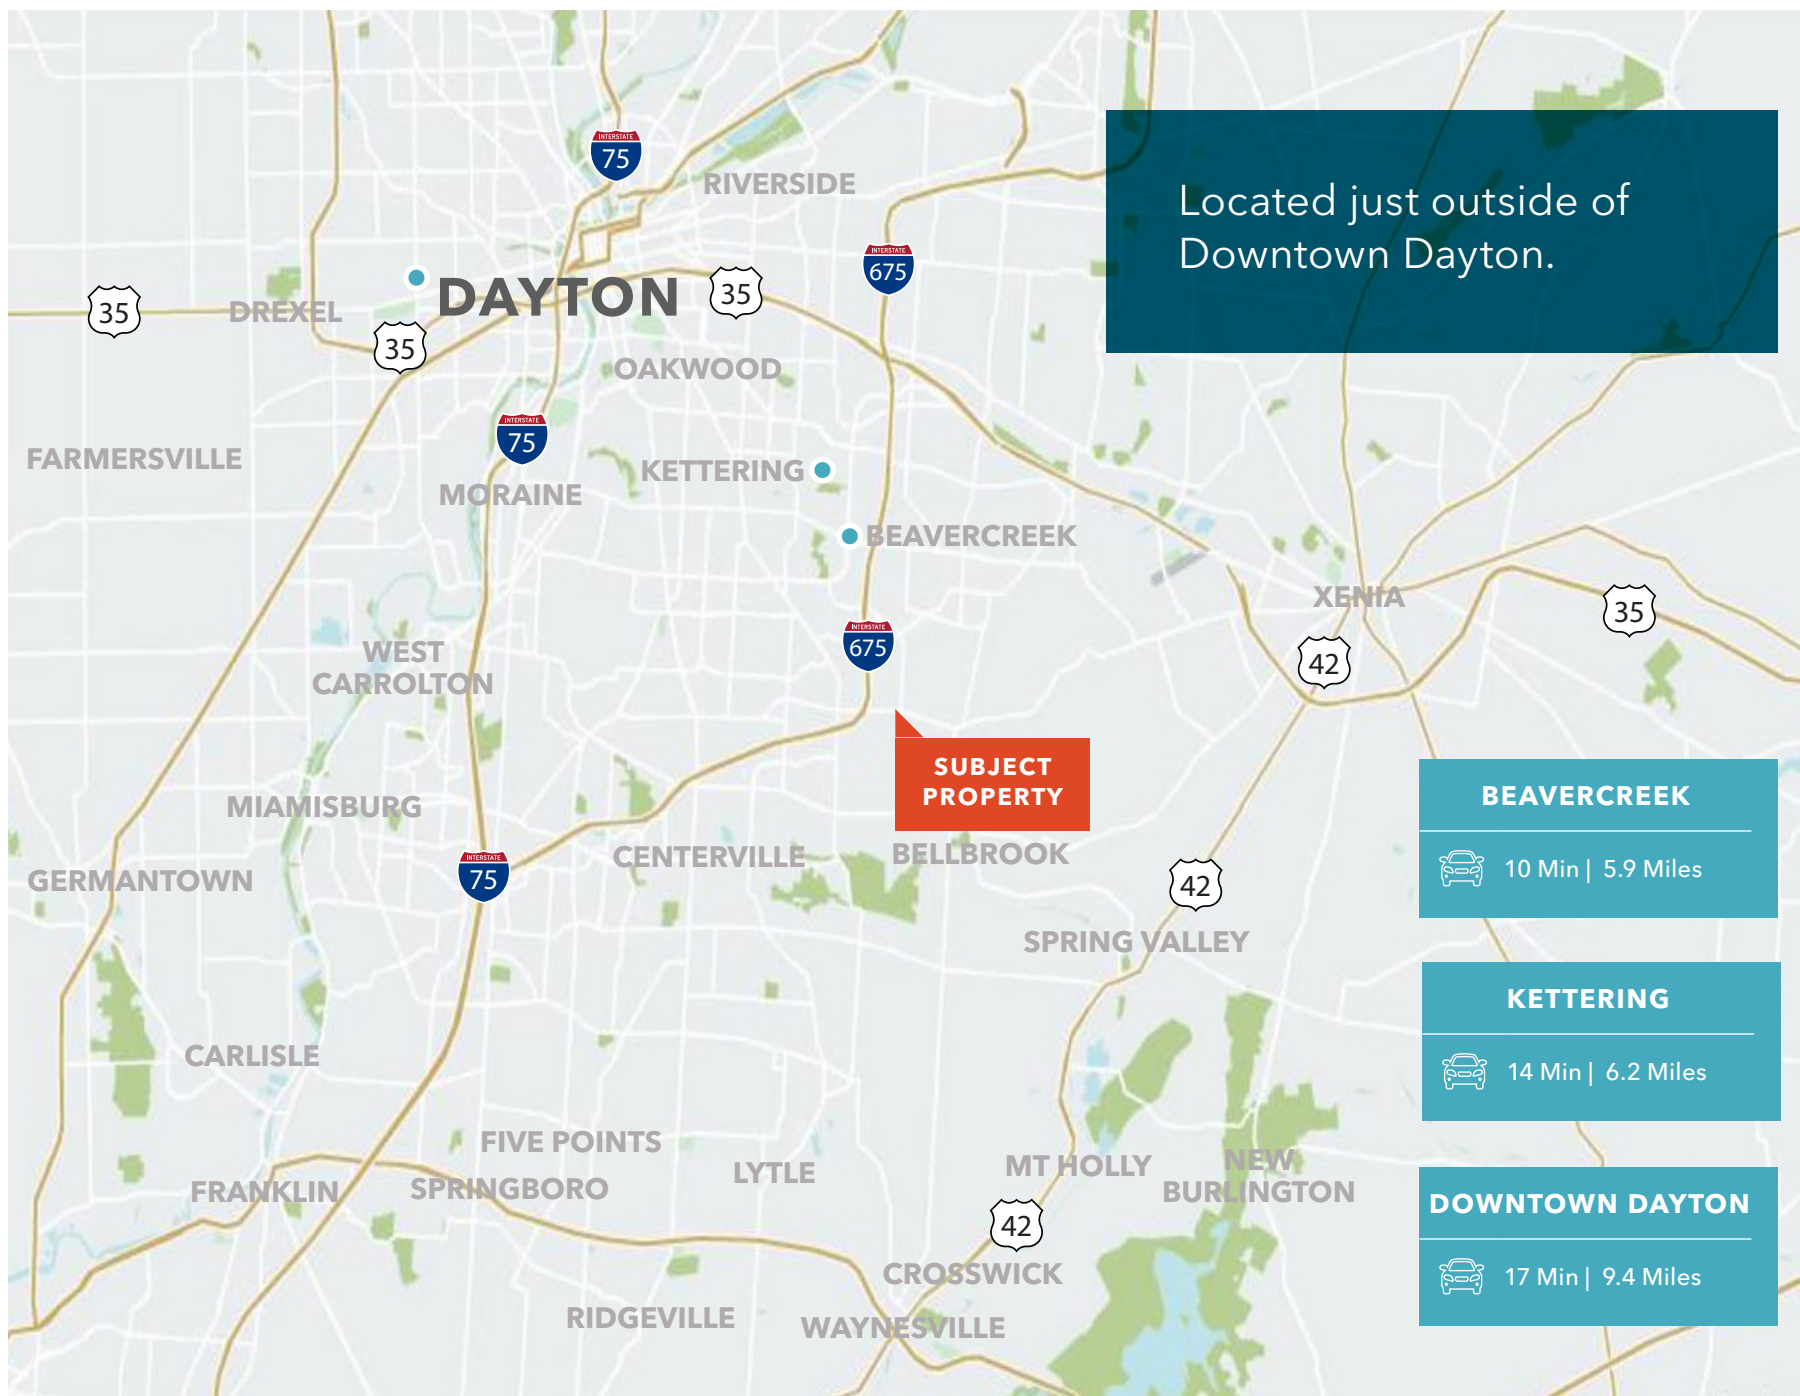 INTERSTATE
75
RIVERSIDE
Located just outside of
Downtown Dayton.
INTERSTATE
675
35
DREXEL
DAYTON
35
35
OAKWOOD
INTERSTATE
75
FARMERSVILLE
KETTERING
MORAINE
BEAVERCREEK
XENIA
35
INTERSTATE
675
42
WEST
CARROLTON
SUBJECT
PROPERTY
MIAMISBURG
BEAVERCREEK
10 Min | 5.9 Miles
CENTERVILLE
BELLBROOK
INTERSTATE
75
GERMANTOWN
42
SPRING VALLEY
KETTERING
14 Min | 6.2 Miles
CARLISLE
FIVE POINTS
LYTLE
MT HOLLY
NEW
BURLINGTON
FRANKLIN
SPRINGBORO
DOWNTOWN DAYTON
17 Min | 9.4 Miles
42
CROSSWICK
RIDGEVILLE
WAYNESVILLE